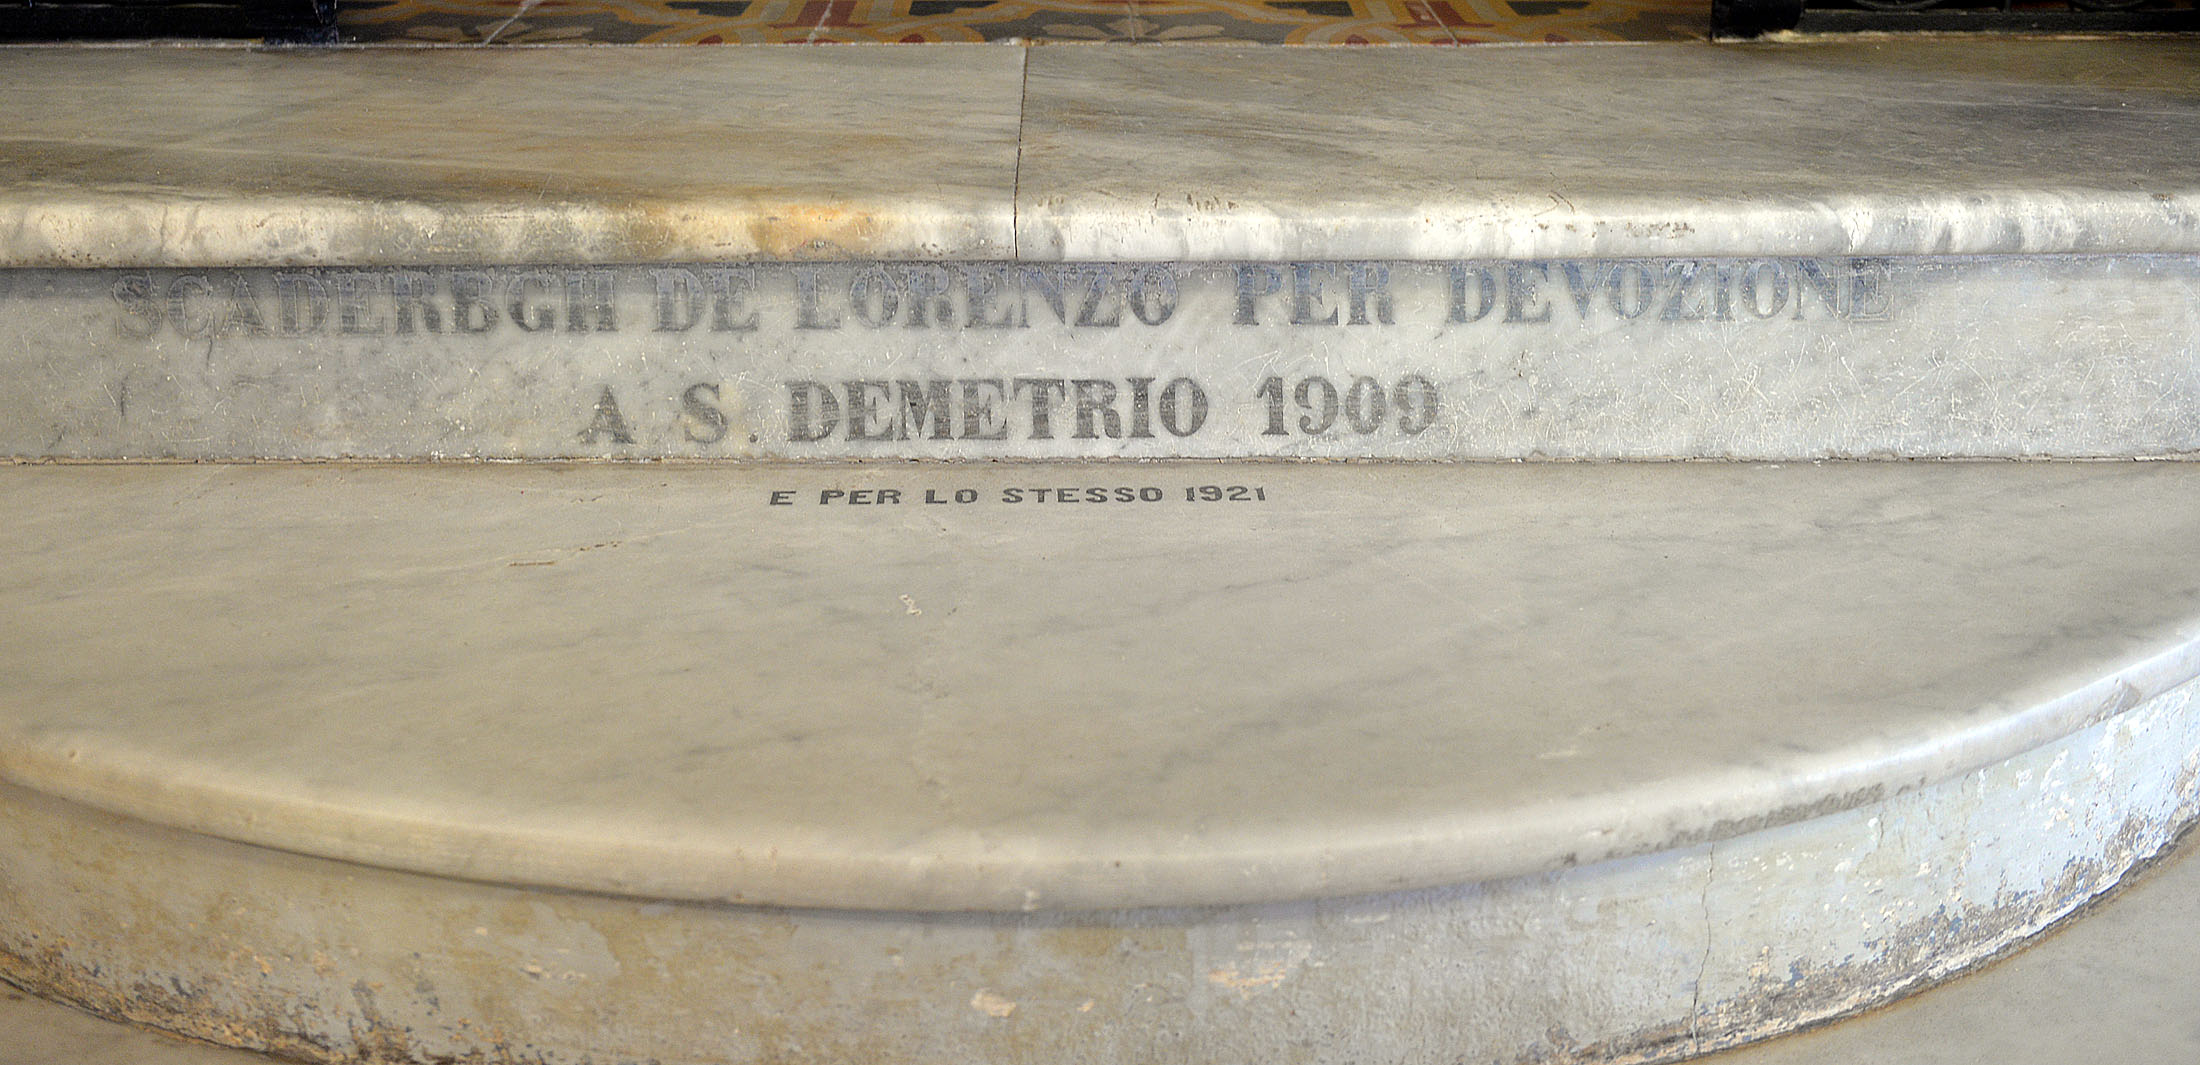 SCADERBGH DE LORENZO PER DEVOZIONE
A S. DEMETRIO 1909
E PER LO STESSO 1921